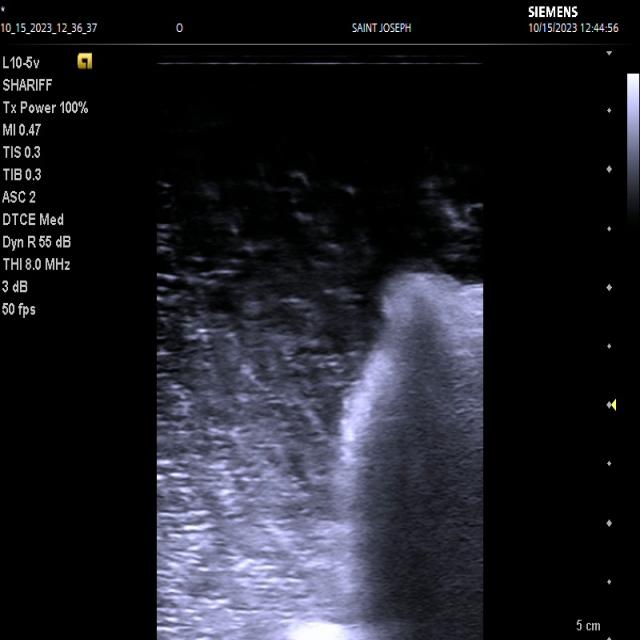 *
SIEMENS
10_15_2023_12_36_37 O SAINT JOSEPH 10/15/2023 12:44:56
L10-5v
SHARIFF
Tx Power 100%
MI 0.47
TIS 0.3
TIB 0.3
ASC 2
DTCE Med
Dyn R 55 dB
THI 8.0 MHz
3 dB
50 fps
5 cm